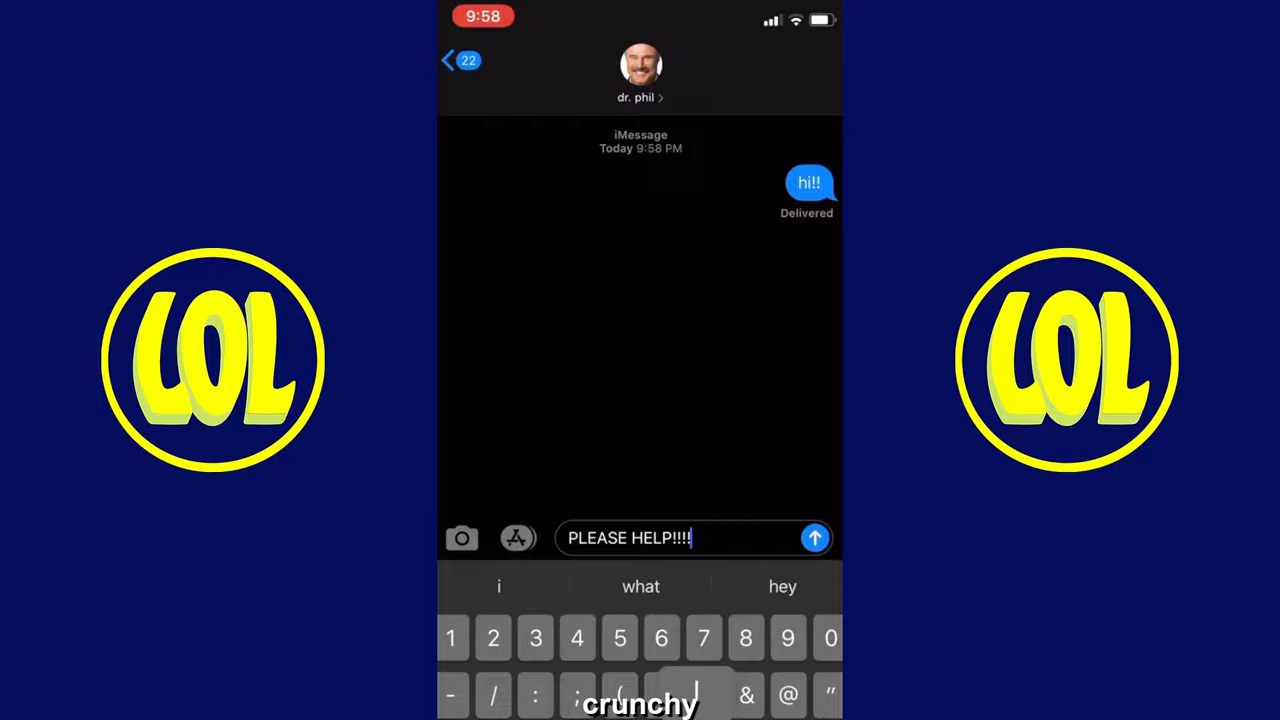 9:58
22
dr. phil
iMessage
Today 9:58 PM
hi!!
Delivered
LOL
LOL
PLEASE HELP!!!!
i what hey
1 2 3 4 5 6 7 8 9 0
- / : ; ( & @ "
crunchy